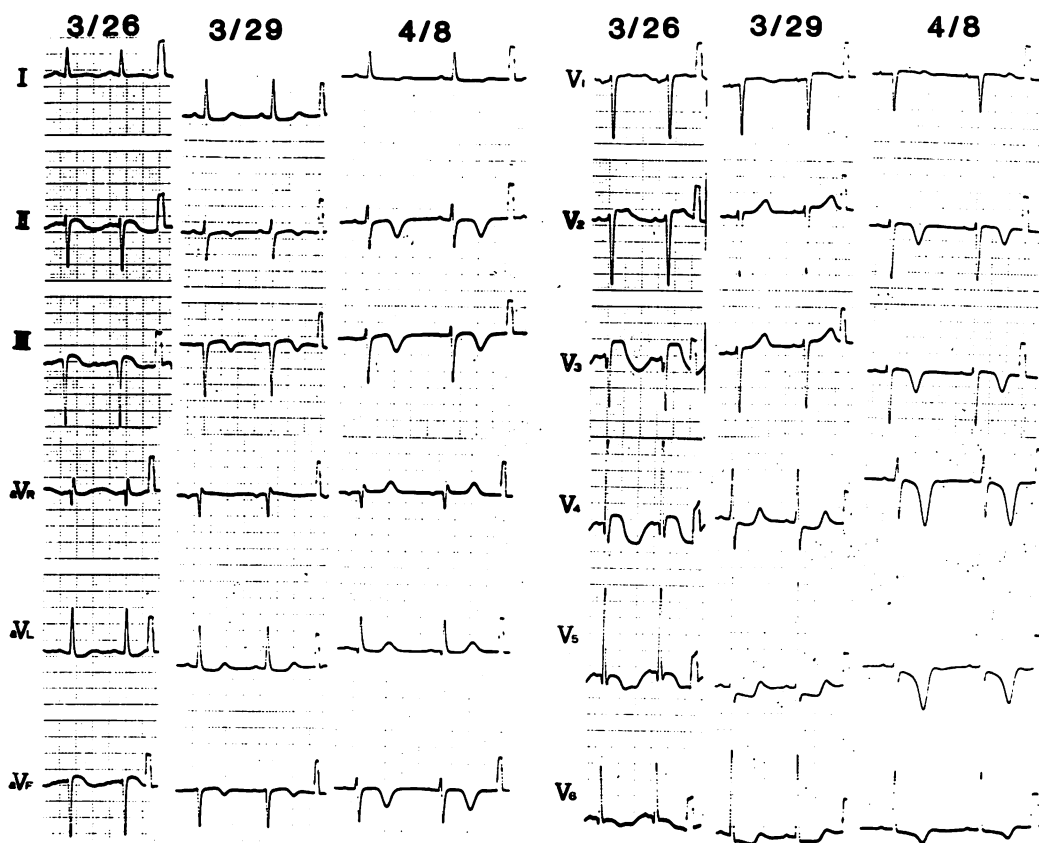 3/26 3/29 4/8 3/26 3/29 4/8
I V1
II V2
III V3
aVR V4
aVL V5
aVF V6